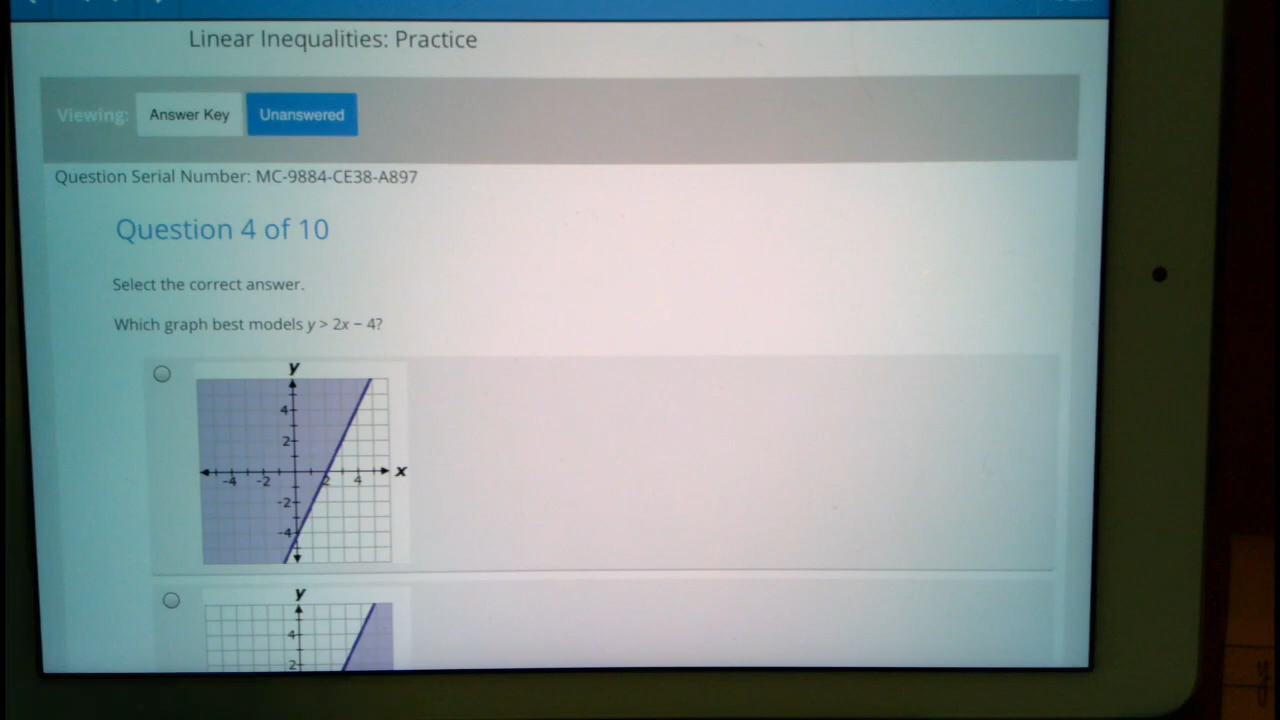 Linear Inequalities: Practice
Viewing: Answer Key Unanswered
Question Serial Number: MC-9884-CE38-A897
Question 4 of 10
Select the correct answer.
Which graph best models y > 2x − 4?
y
4
2
-4 -2 2 4 x
-2
-4
y
4
2